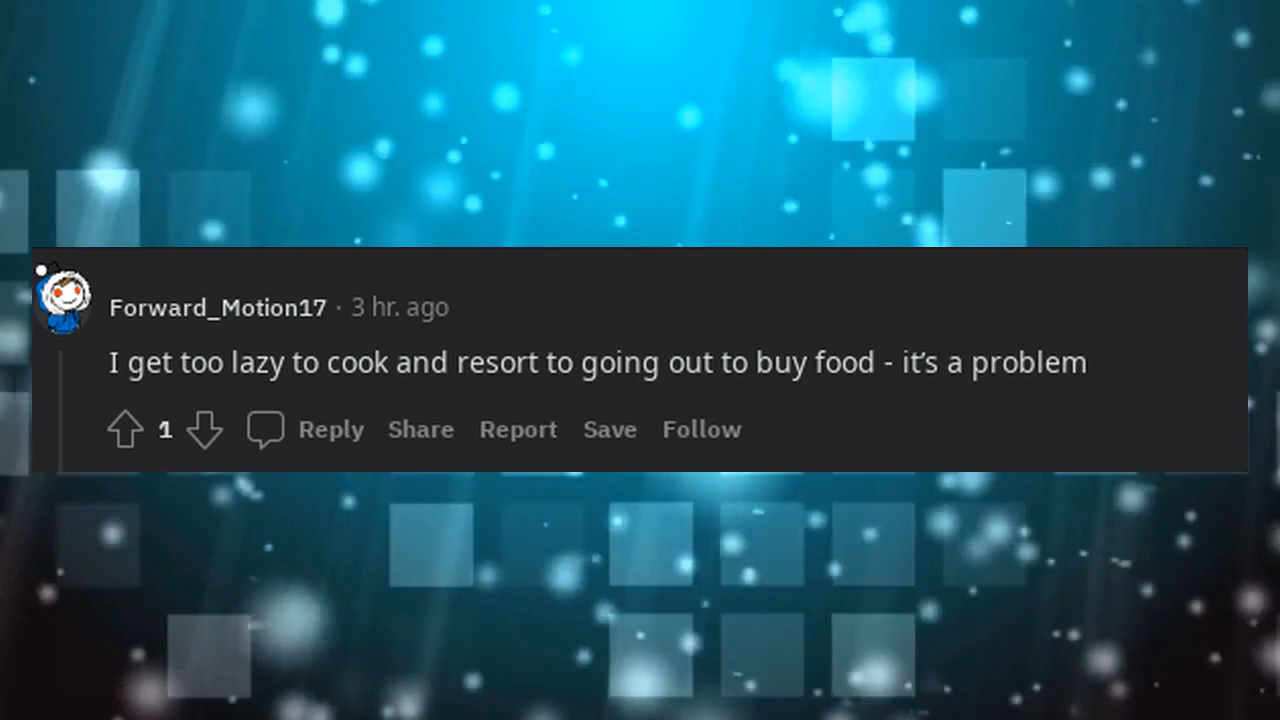 Forward_Motion17 · 3 hr. ago
I get too lazy to cook and resort to going out to buy food - it’s a problem
1 Reply Share Report Save Follow